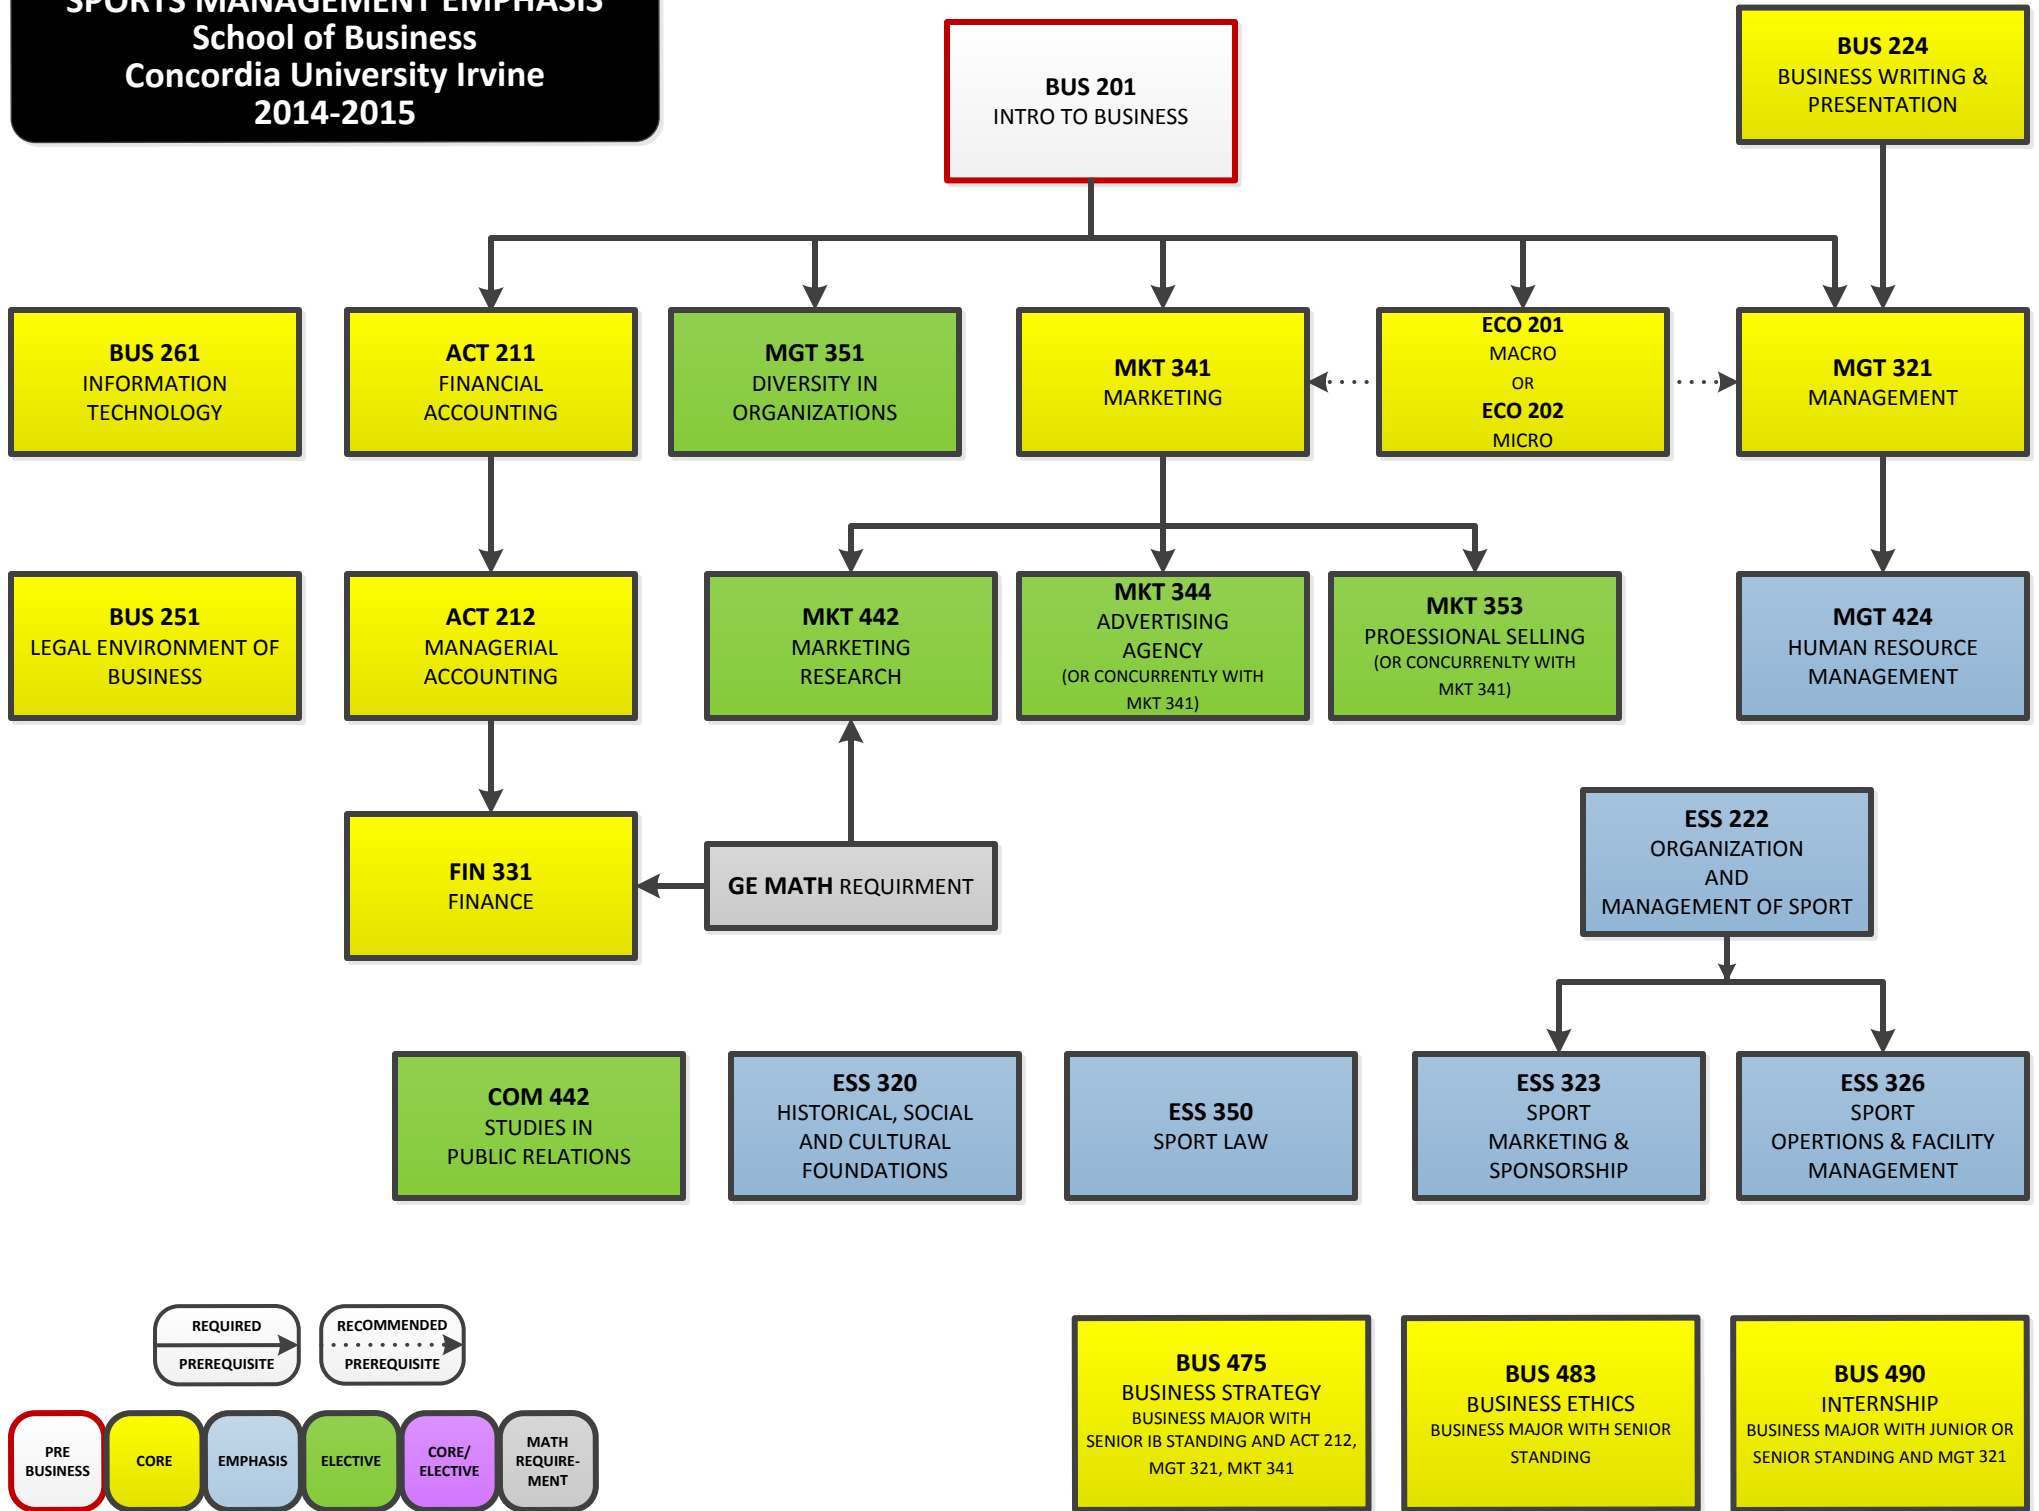 SPORTS MANAGEMENT EMPHASIS
School of Business
Concordia University Irvine
2014-2015
BUS 201
INTRO TO BUSINESS
BUS 224
BUSINESS WRITING &
PRESENTATION
BUS 261
INFORMATION
TECHNOLOGY
ACT 211
FINANCIAL
ACCOUNTING
MGT 351
DIVERSITY IN
ORGANIZATIONS
MKT 341
MARKETING
ECO 201
MACRO
OR
ECO 202
MICRO
MGT 321
MANAGEMENT
BUS 251
LEGAL ENVIRONMENT OF
BUSINESS
ACT 212
MANAGERIAL
ACCOUNTING
MKT 442
MARKETING
RESEARCH
MKT 344
ADVERTISING
AGENCY
(OR CONCURRENTLY WITH
MKT 341)
MKT 353
PROESSIONAL SELLING
(OR CONCURRENLTY WITH
MKT 341)
MGT 424
HUMAN RESOURCE
MANAGEMENT
FIN 331
FINANCE
GE MATH REQUIRMENT
ESS 222
ORGANIZATION
AND
MANAGEMENT OF SPORT
COM 442
STUDIES IN
PUBLIC RELATIONS
ESS 320
HISTORICAL, SOCIAL
AND CULTURAL
FOUNDATIONS
ESS 350
SPORT LAW
ESS 323
SPORT
MARKETING &
SPONSORSHIP
ESS 326
SPORT
OPERTIONS & FACILITY
MANAGEMENT
REQUIRED
PREREQUISITE
RECOMMENDED
PREREQUISITE
PRE
BUSINESS
CORE
EMPHASIS
ELECTIVE
CORE/
ELECTIVE
MATH
REQUIRE-
MENT
BUS 475
BUSINESS STRATEGY
BUSINESS MAJOR WITH
SENIOR IB STANDING AND ACT 212,
MGT 321, MKT 341
BUS 483
BUSINESS ETHICS
BUSINESS MAJOR WITH SENIOR
STANDING
BUS 490
INTERNSHIP
BUSINESS MAJOR WITH JUNIOR OR
SENIOR STANDING AND MGT 321